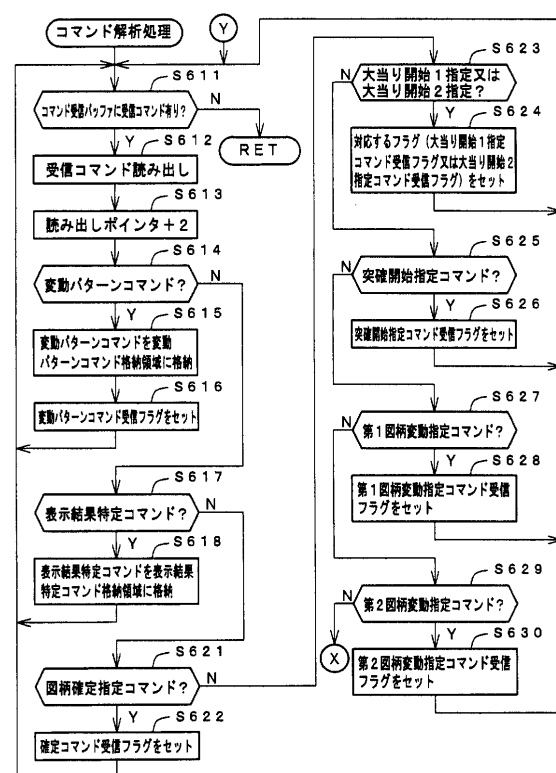 コマンド解析処理
Y
S611
コマンド受信バッファに受信コマンド有り?
N
Y
RET
S612
受信コマンド読み出し
S613
読み出しポインタ+2
S614
変動パターンコマンド?
N
Y
S615
変動パターンコマンドを変動
パターンコマンド格納領域に格納
S616
変動パターンコマンド受信フラグをセット
S617
表示結果特定コマンド?
N
Y
S618
表示結果特定コマンドを表示結果
特定コマンド格納領域に格納
S621
図柄確定指定コマンド?
N
Y
S622
確定コマンド受信フラグをセット
S623
N
大当り開始1指定又は
大当り開始2指定?
Y
S624
対応するフラグ(大当り開始1指定
コマンド受信フラグ又は大当り開始2
指定コマンド受信フラグ)をセット
S625
N
突確開始指定コマンド?
Y
S626
突確開始指定コマンド受信フラグをセット
S627
N
第1図柄変動指定コマンド?
Y
S628
第1図柄変動指定コマンド受信
フラグをセット
S629
N
第2図柄変動指定コマンド?
X
Y
S630
第2図柄変動指定コマンド受信
フラグをセット